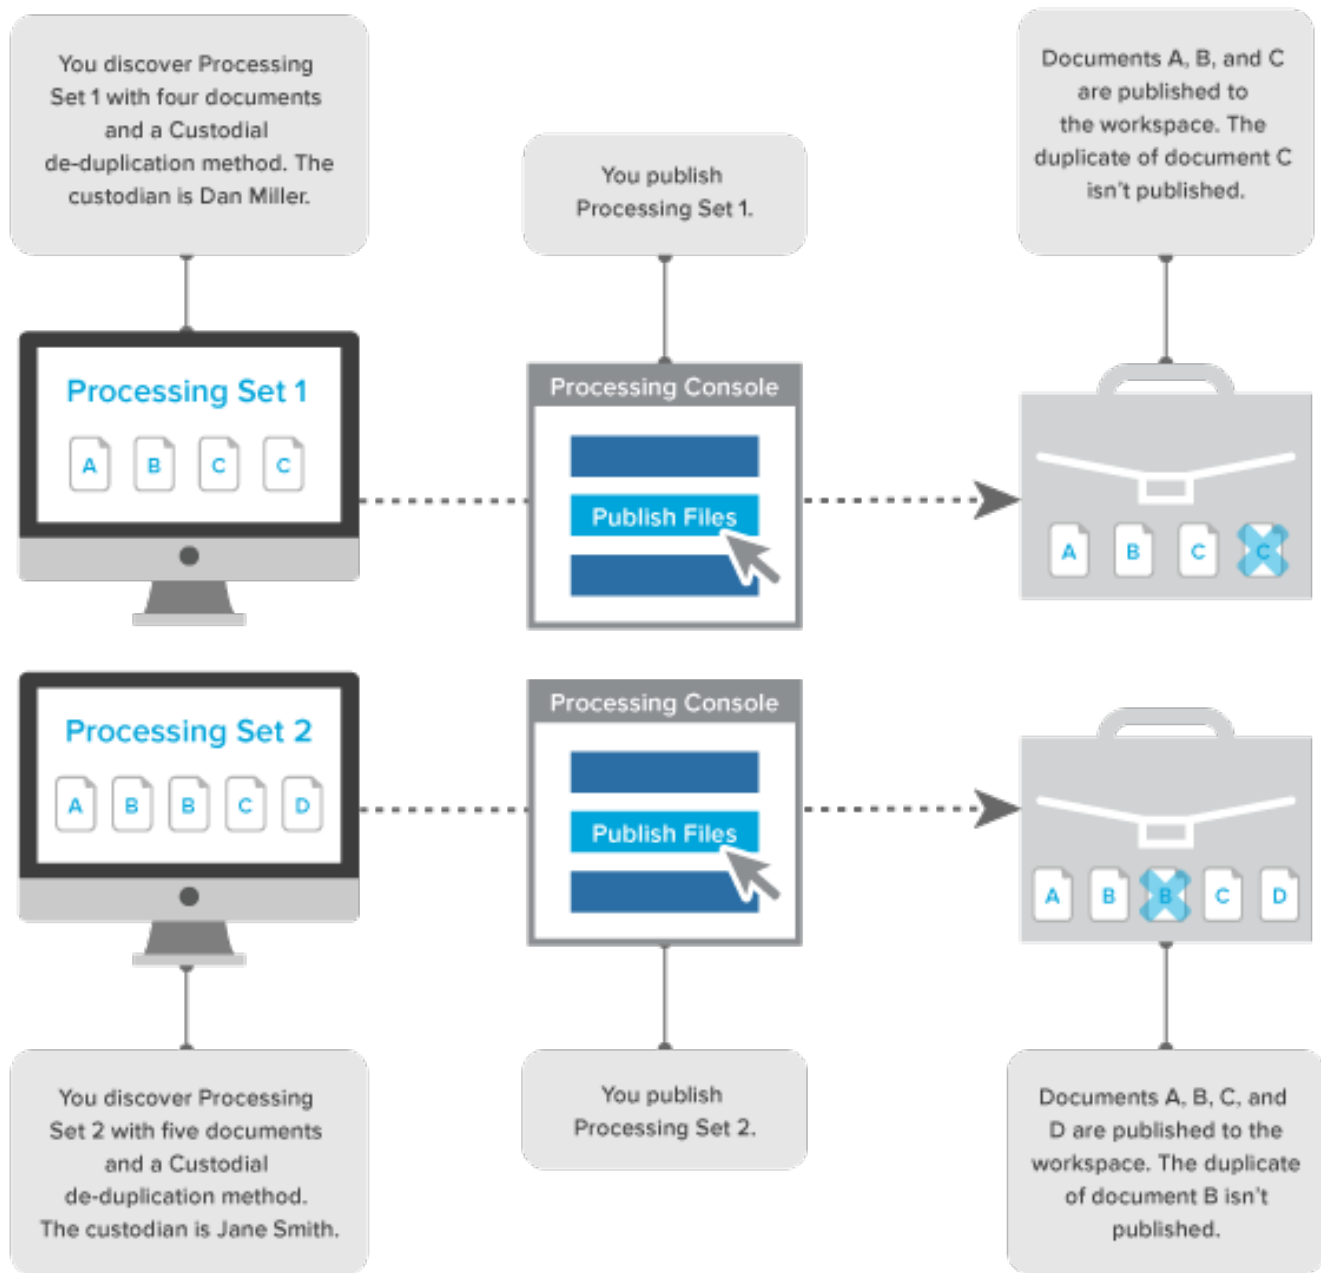 You discover Processing
Set 1 with four documents
and a Custodial
de-duplication method. The
custodian is Dan Miller.
You publish
Processing Set 1.
Documents A, B, and C
are published to
the workspace. The
duplicate of document C
isn't published.
Processing Set 1
A B C C
Processing Console
Publish Files
A B C C
Processing Set 2
A B B C D
Processing Console
Publish Files
A B B C D
You discover Processing
Set 2 with five documents
and a Custodial
de-duplication method.
The custodian is Jane Smith.
You publish
Processing Set 2.
Documents A, B, C, and
D are published to the
workspace. The duplicate
of document B isn't
published.